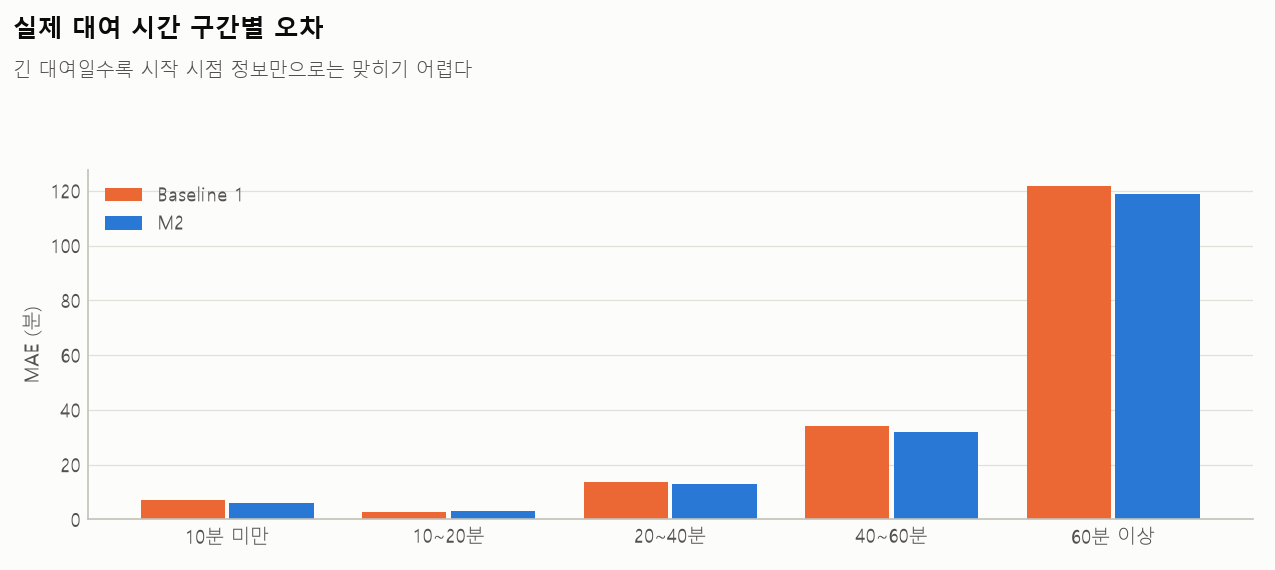 실제 대여 시간 구간별 오차
긴 대여일수록 시작 시점 정보만으로는 맞히기 어렵다
Baseline 1
M2
MAE (분)
120
100
80
60
40
20
0
10분 미만
10~20분
20~40분
40~60분
60분 이상